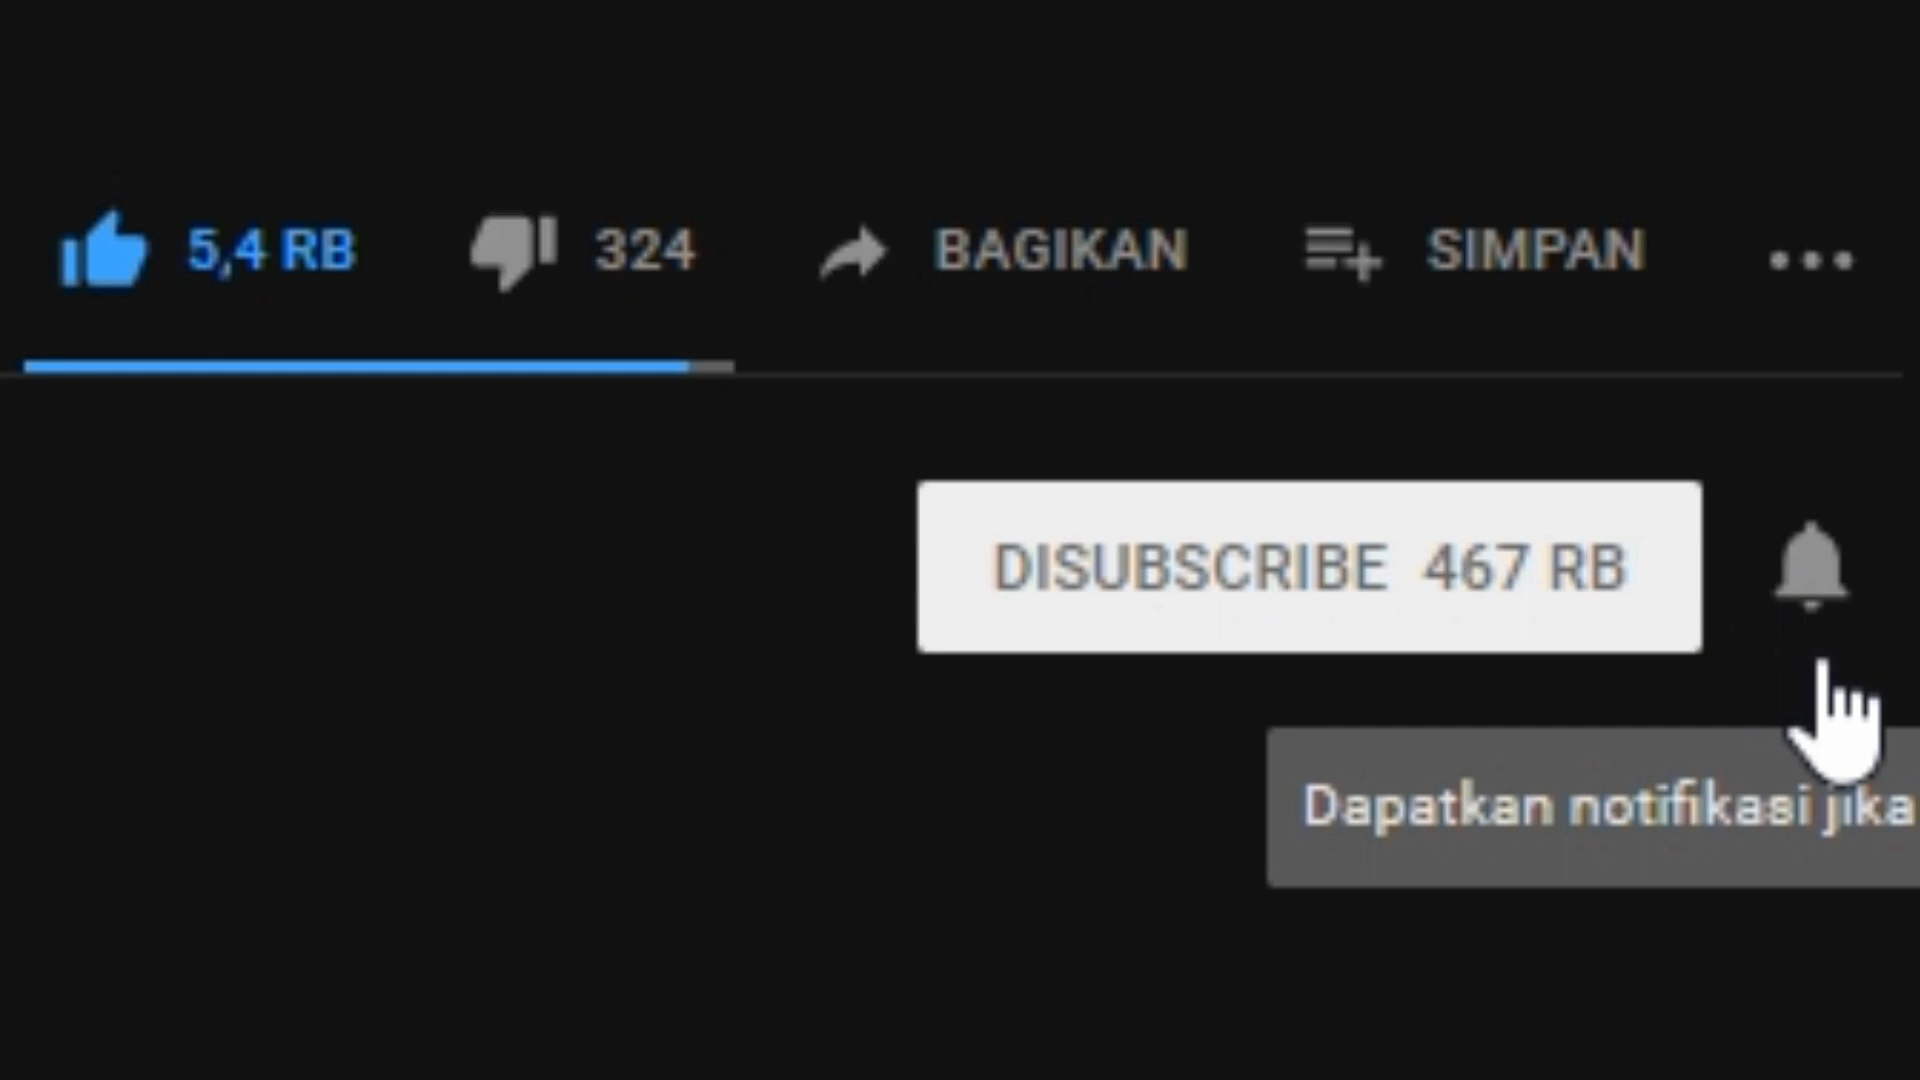 5,4 RB 324 BAGIKAN SIMPAN
DISUBSCRIBE 467 RB
Dapatkan notifikasi jika